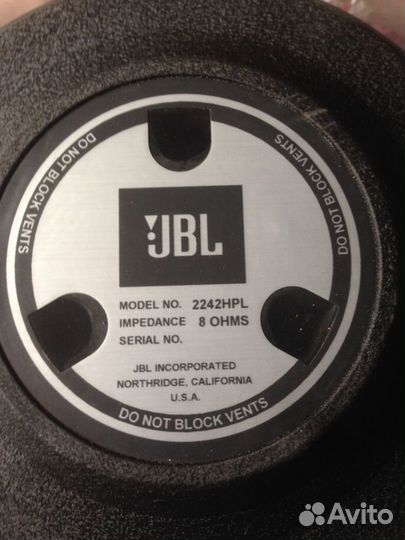 DO NOT BLOCK VENTS
DO NOT BLOCK VENTS
JBL
MODEL NO. 2242HPL
IMPEDANCE 8 OHMS
SERIAL NO.
JBL INCORPORATED
NORTHRIDGE, CALIFORNIA
U.S.A.
DO NOT BLOCK VENTS
Avito